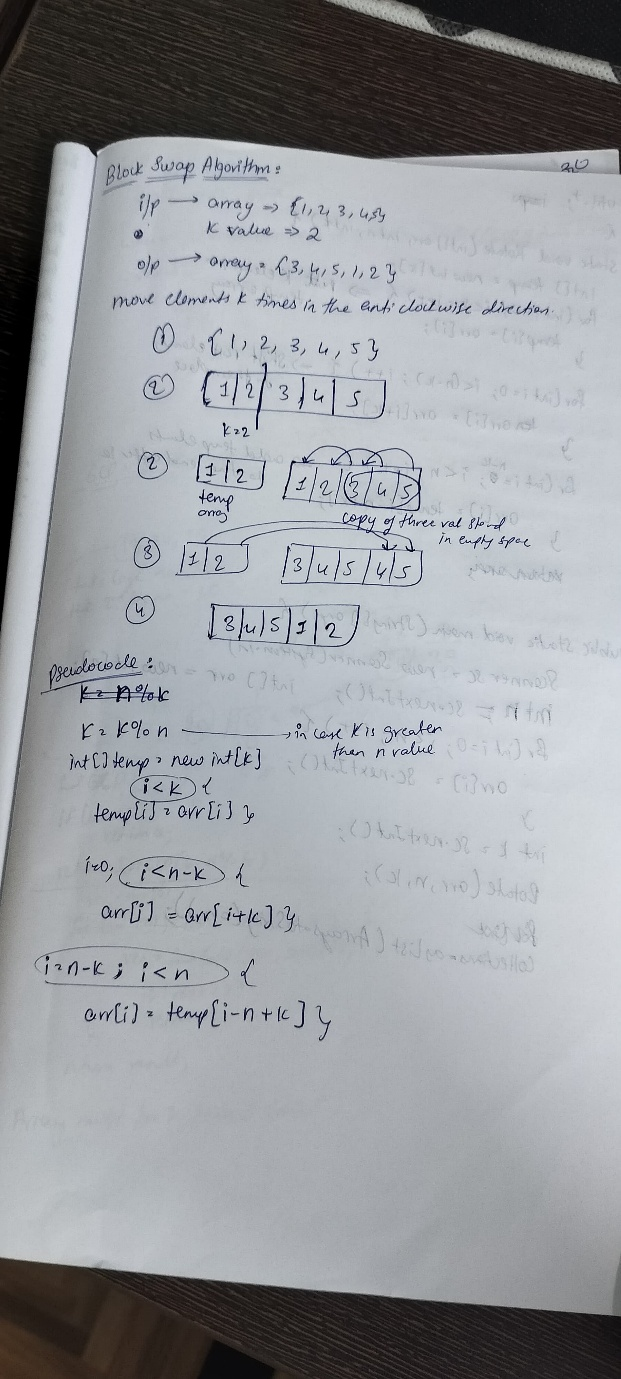 Block Swap Algorithm:
i/p → array => {1, 2, 3, 4, 5}
K value => 2
o/p → array = {3, 4, 5, 1, 2}
move elements K times in the anti clockwise direction.
① {1, 2, 3, 4, 5}
② 1 2 3 4 5
K=2
② 1 2 1 2 3 4 5
temp array
copy of three val stord in empty spac
③ 1 2 3 4 5 4 5
④ 3 4 5 1 2
Pseudocode:
K = n%k
K = K%n → in case K is greater than n value
int[] temp = new int[k]
i<k {
temp[i] = arr[i] }
i=0; i<n-k {
arr[i] = arr[i+k] }
i=n-k; i<n {
arr[i] = temp[i-n+k] }